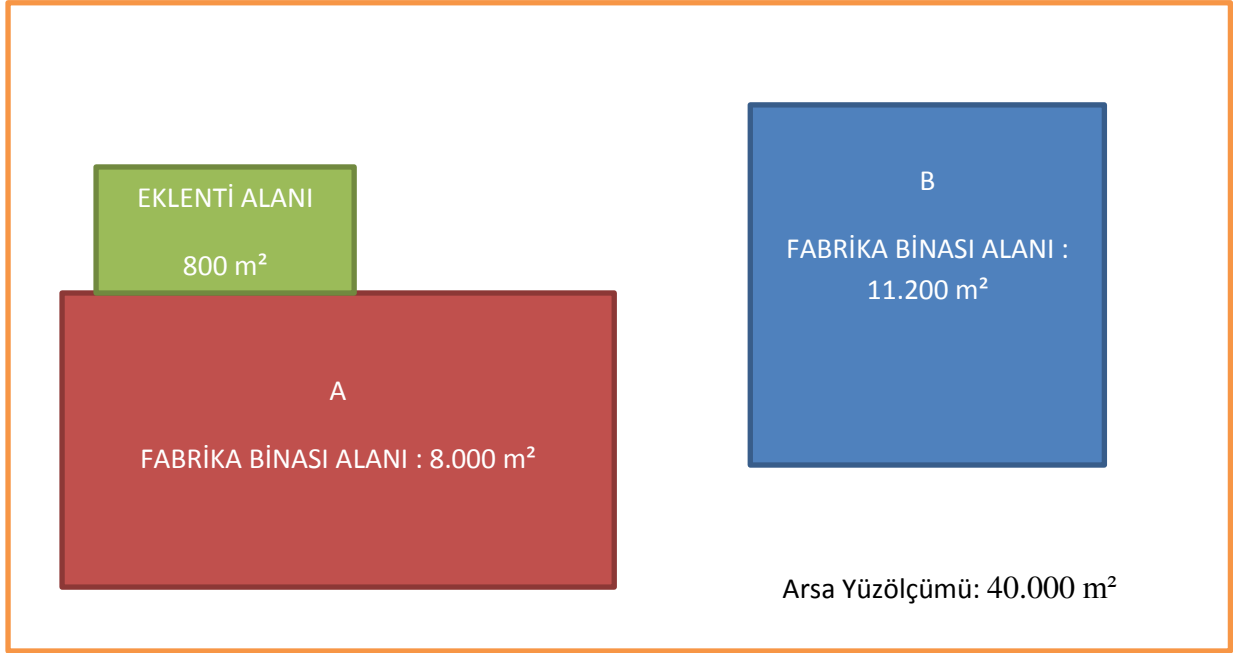 EKLENTİ ALANI
800 m²
A
FABRİKA BİNASI ALANI : 8.000 m²
B
FABRİKA BİNASI ALANI :
11.200 m²
Arsa Yüzölçümü: 40.000 m²